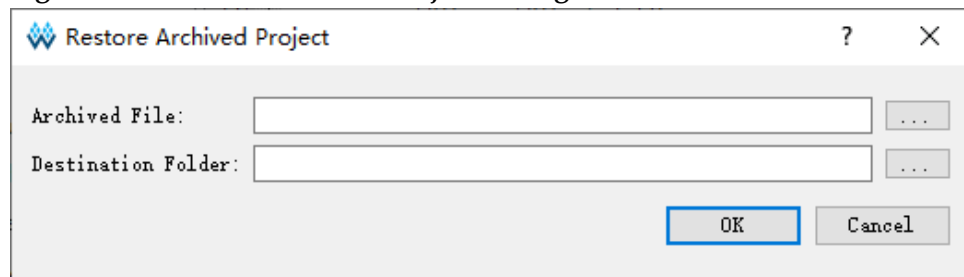 Restore Archived Project ?
Archived File: ...
Destination Folder: ...
OK Cancel